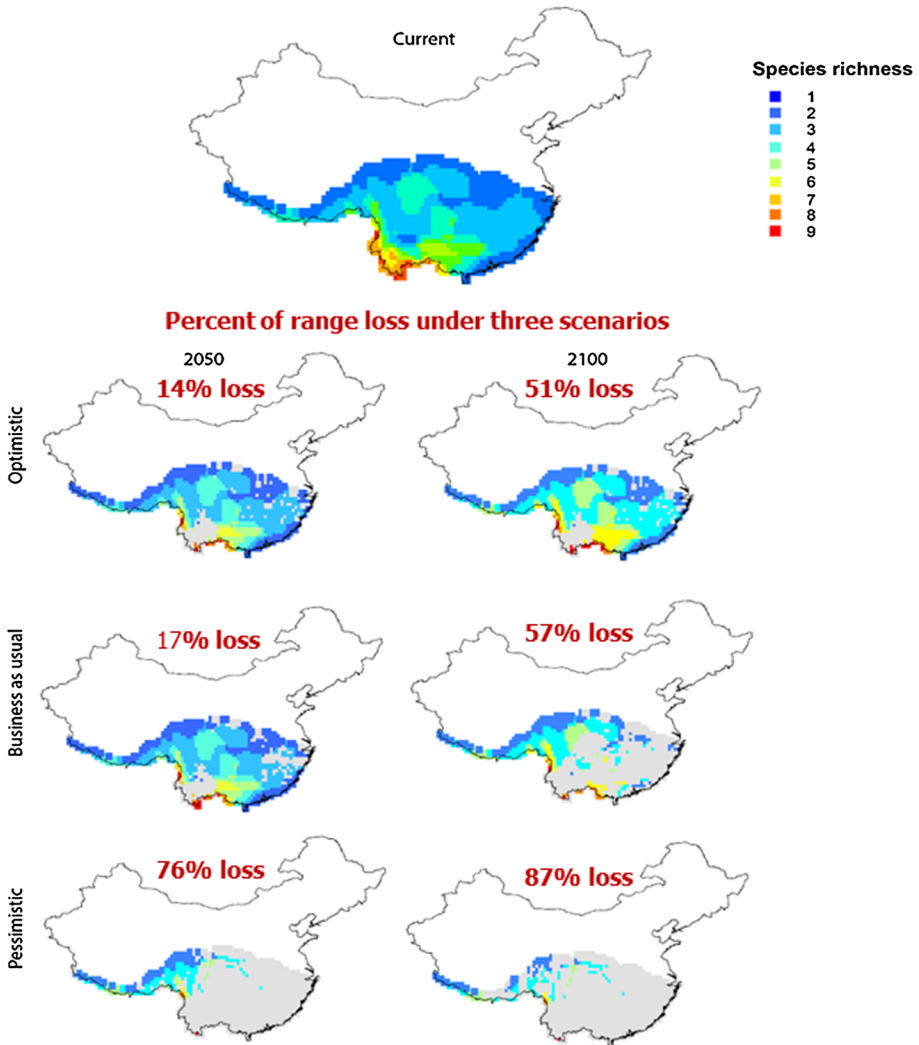 Current
Species richness
1
2
3
4
5
6
7
8
9
Percent of range loss under three scenarios
2050
2100
Optimistic
14% loss
51% loss
Business as usual
17% loss
57% loss
Pessimistic
76% loss
87% loss